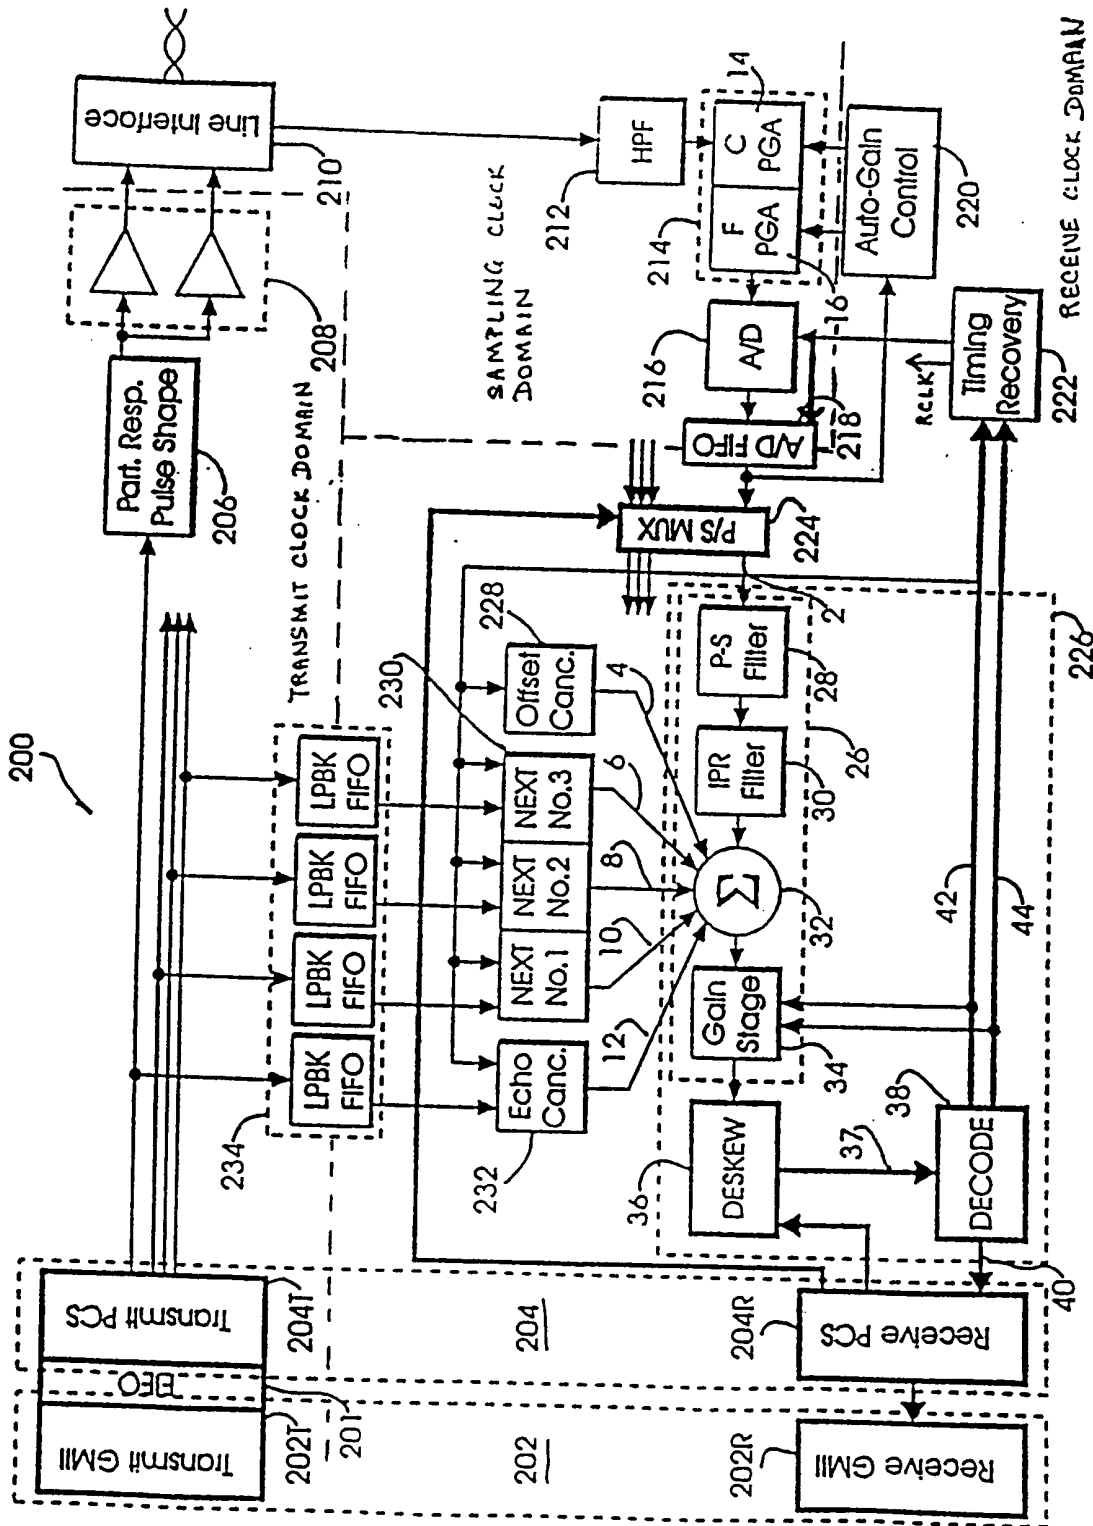 200
Transmit GMII
202T
FIFO
201
Transmit PCS
204T
202
204
Receive GMII
202R
Receive PCS
204R
40
Part. Resp.
Pulse Shape
206
208
Line Interface
210
TRANSMIT CLOCK DOMAIN
SAMPLING CLOCK
DOMAIN
RECEIVE CLOCK DOMAIN
234
LPBK
FIFO
LPBK
FIFO
LPBK
FIFO
LPBK
FIFO
Echo
Canc.
232
NEXT
No.1
NEXT
No.2
NEXT
No.3
230
Offset
Canc.
228
12
10
8
6
4
2
HPF
212
214
F
PGA
C
PGA
14
16
A/D
216
A/D FIFO
218
Auto-Gain
Control
220
Timing
Recovery
222
RCLK
P/S MUX
224
P-S
Filter
28
IPR
Filter
30
26
Σ
32
Gain
Stage
34
DESKEW
36
37
DECODE
38
42
44
226